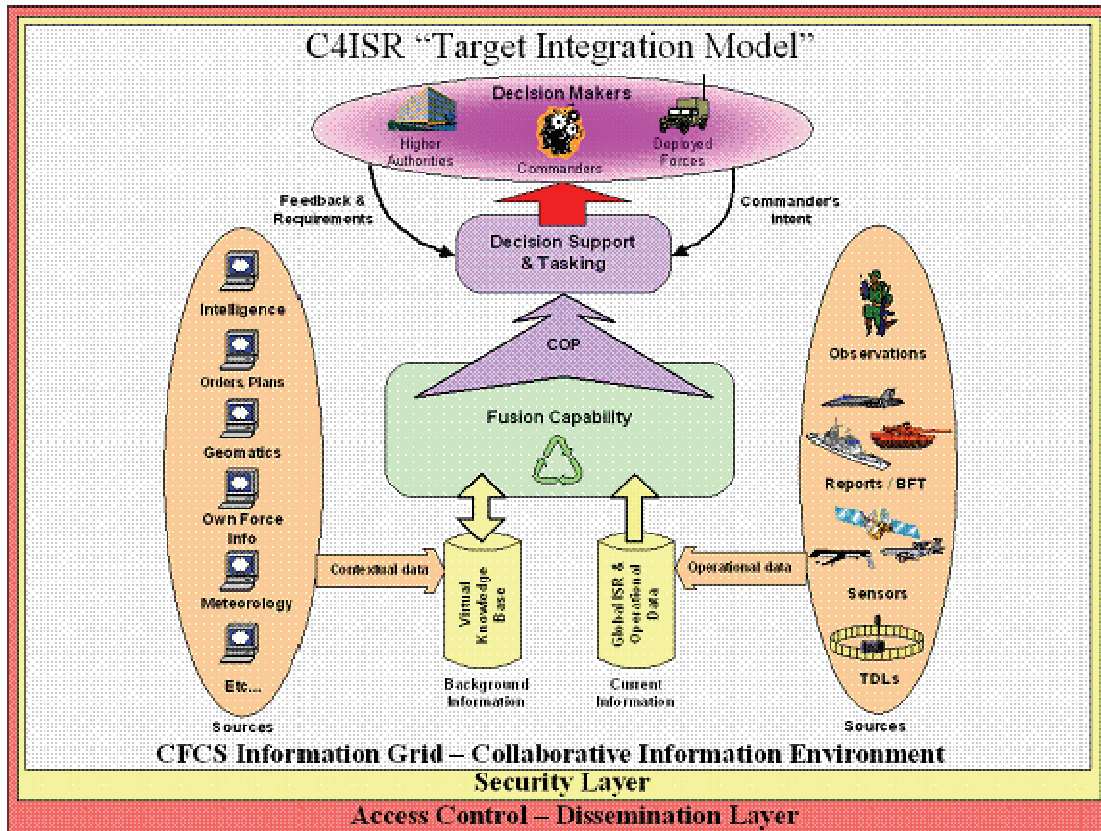 C4ISR “Target Integration Model”
Decision Makers
Higher
Authorities
Commanders
Deployed
Forces
Feedback &
Requirements
Commander's
Intent
Decision Support
& Tasking
COP
Fusion Capability
Intelligence
Orders, Plans
Geomatics
Own Force
Info
Meteorology
Etc...
Sources
Contextual data
Virtual
Knowledge
Base
Background
Information
Global ISR &
Operational
Data
Current
Information
Operational data
Observations
Reports / BFT
Sensors
TDLs
Sources
CFCS Information Grid – Collaborative Information Environment
Security Layer
Access Control – Dissemination Layer